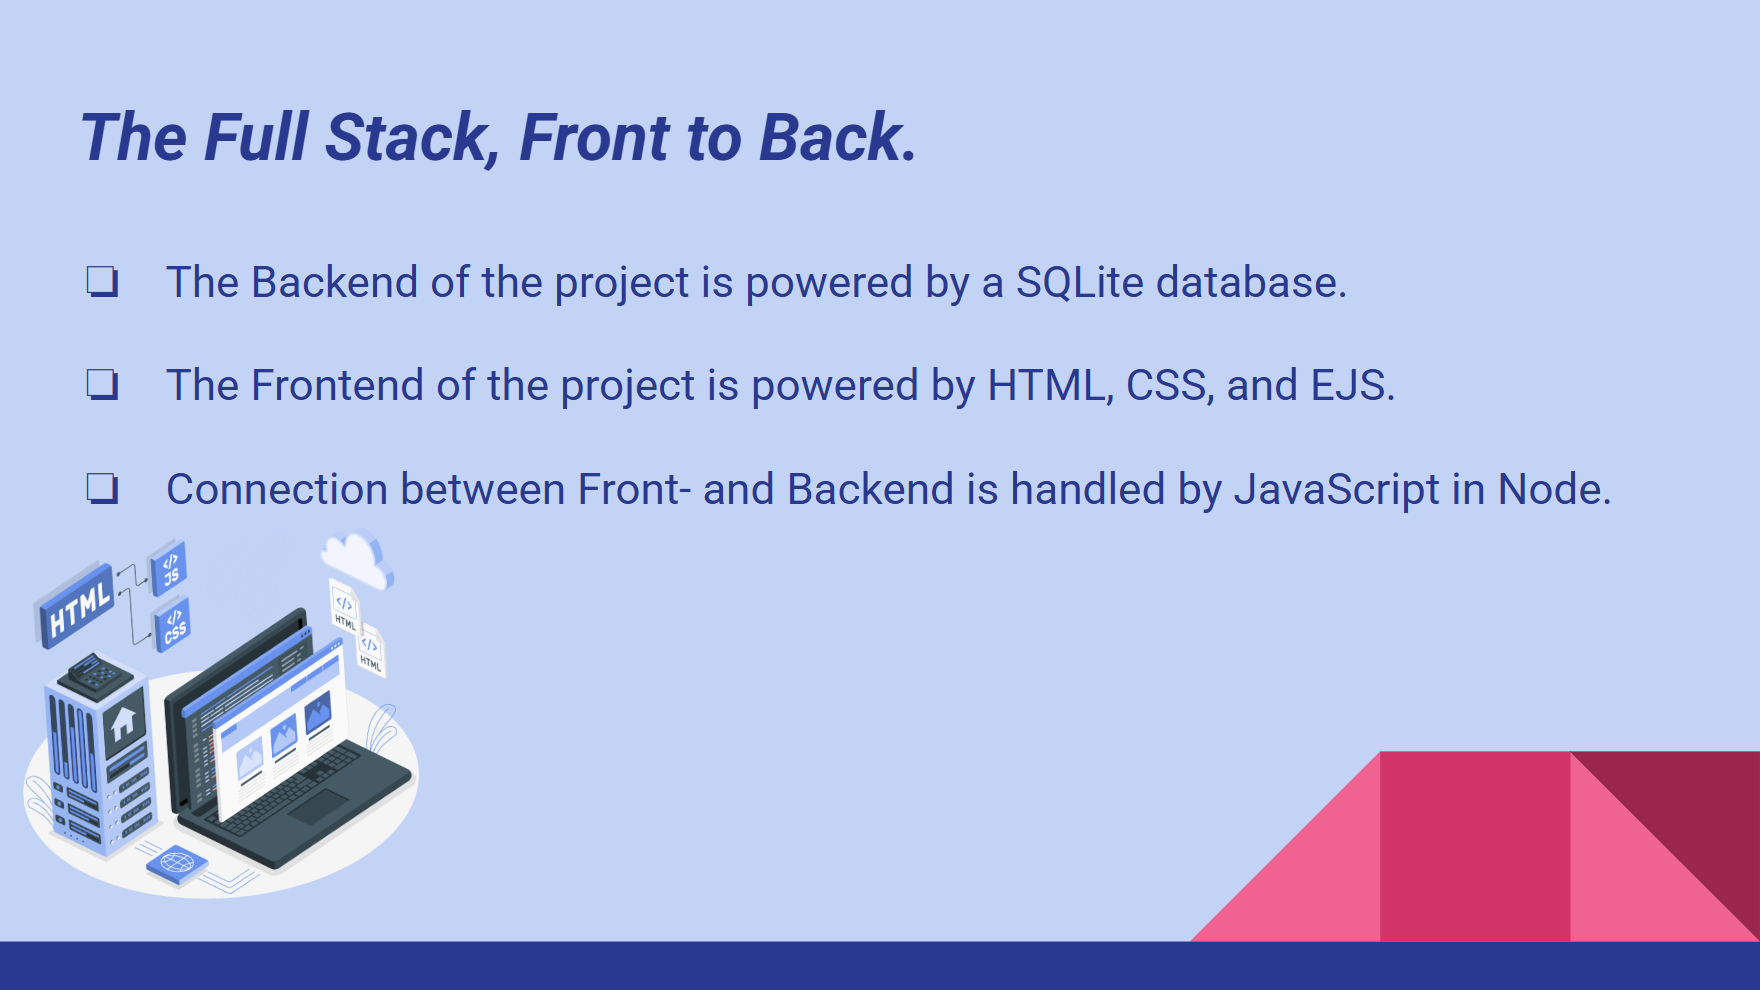 The Full Stack, Front to Back.
❏ The Backend of the project is powered by a SQLite database.
❏ The Frontend of the project is powered by HTML, CSS, and EJS.
❏ Connection between Front- and Backend is handled by JavaScript in Node.
</> JS
HTML
</> CSS
</> HTML
</> HTML